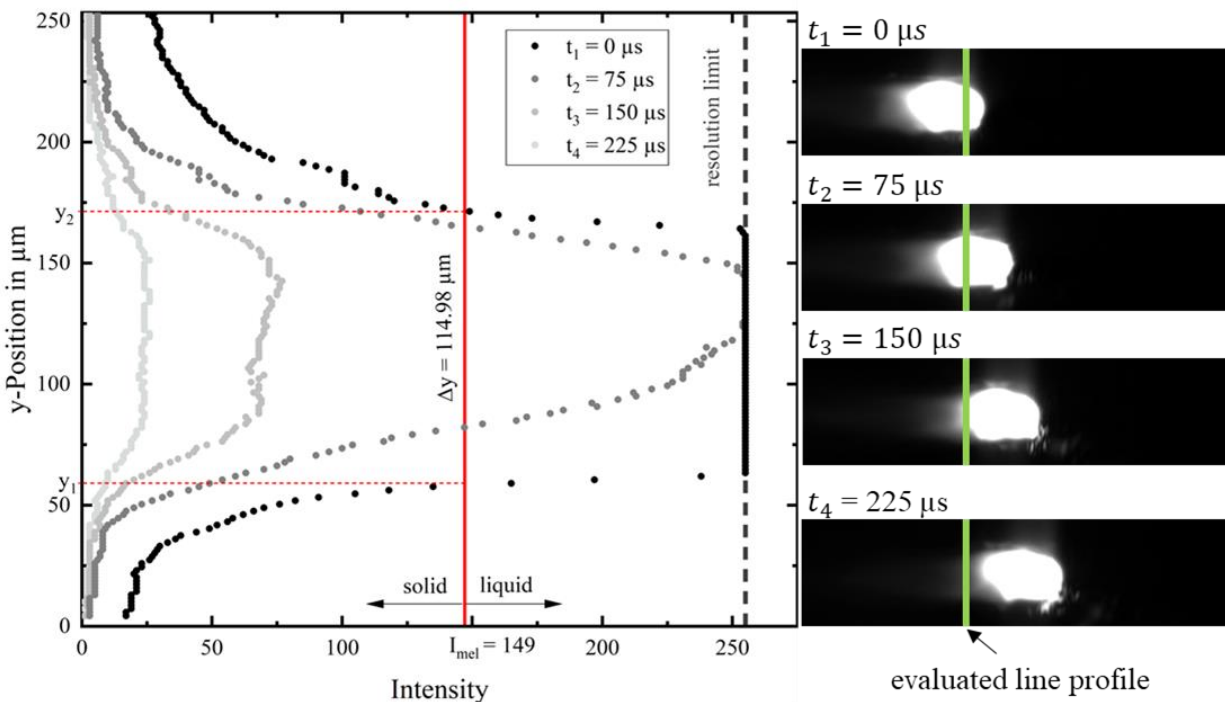 250
200
150
100
50
0
y₂
y₁
y-Position in µm
0
50
100
150
200
250
Intensity
t₁ = 0 µs
t₂ = 75 µs
t₃ = 150 µs
t₄ = 225 µs
resolution limit
Δy = 114.98 µm
solid
liquid
I_mel = 149
t₁ = 0 µs
t₂ = 75 µs
t₃ = 150 µs
t₄ = 225 µs
evaluated line profile